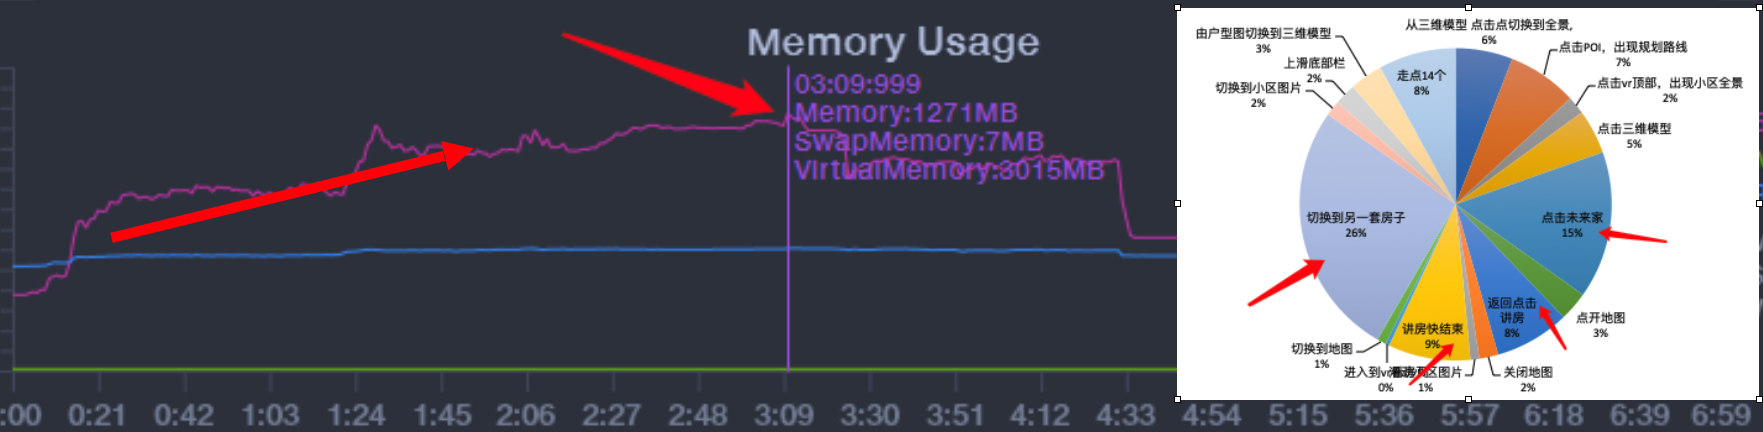 Memory Usage
03:09:999
Memory:1271MB
SwapMemory:7MB
VirtualMemory:3015MB
:00 0:21 0:42 1:03 1:24 1:45 2:06 2:27 2:48 3:09 3:30 3:51 4:12 4:33 4:54 5:15 5:36 5:57 6:18 6:39 6:59
从三维模型 点击点切换到全景,
6%
点击POI，出现规划路线
7%
点击vr顶部，出现小区全景
2%
点击三维模型
5%
点击未来家
15%
点开地图
3%
返回点击
讲房
8%
关闭地图
2%
区图片
1%
讲房快结束
9%
进入到vr
0%
切换到地图
1%
切换到另一套房子
26%
切换到小区图片
2%
上滑底部栏
2%
由户型图切换到三维模型
3%
走点14个
8%